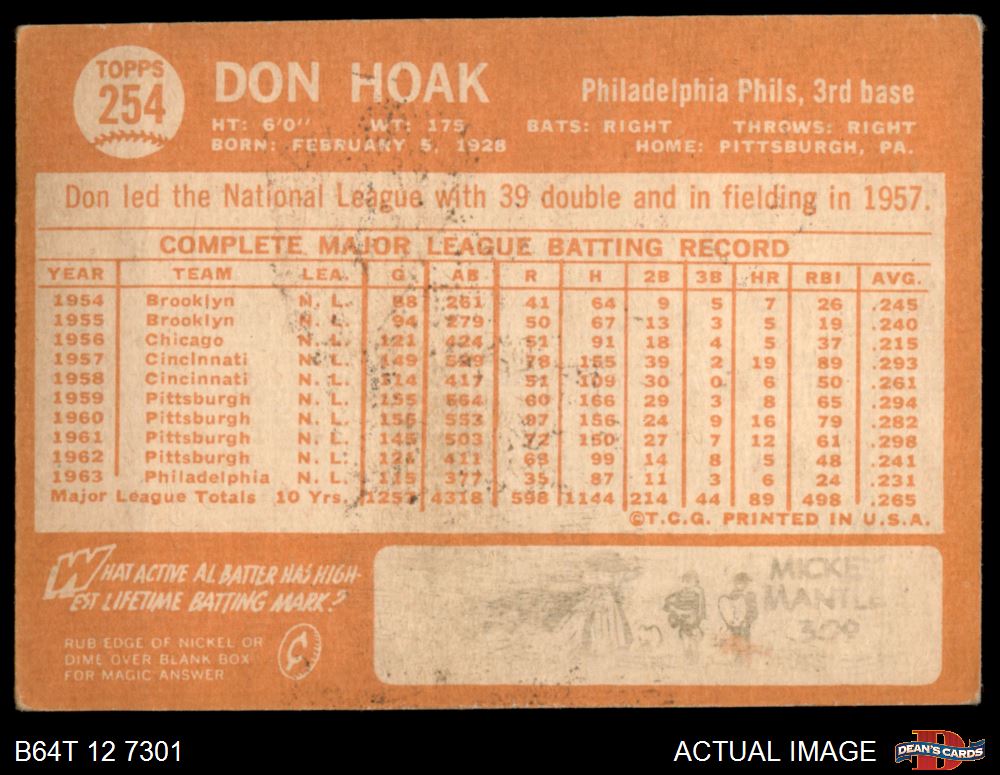 TOPPS
254
DON HOAK
Philadelphia Phils, 3rd base
HT: 6'0" WT: 175 BATS: RIGHT THROWS: RIGHT
BORN: FEBRUARY 5, 1928 HOME: PITTSBURGH, PA.
Don led the National League with 39 double and in fielding in 1957.
COMPLETE MAJOR LEAGUE BATTING RECORD
YEAR TEAM LEA. G AB R H 2B 3B HR RBI AVG.
1954 Brooklyn N. L. 261 41 64 9 5 7 26 .245
1955 Brooklyn N. L. 94 279 50 67 13 3 5 19 .240
1956 Chicago N. L. 121 424 51 91 18 4 5 37 .215
1957 Cincinnati N. L. 149 78 155 39 2 19 89 .293
1958 Cincinnati N. L. 114 417 51 109 30 0 6 50 .261
1959 Pittsburgh N. L. 155 564 60 166 29 3 8 65 .294
1960 Pittsburgh N. L. 155 553 97 156 24 9 16 79 .282
1961 Pittsburgh N. L. 145 503 72 150 27 7 12 61 .298
1962 Pittsburgh N. L. 121 411 99 14 8 5 48 .241
1963 Philadelphia N. L. 115 377 35 87 11 3 6 24 .231
Major League Totals 10 Yrs. 4318 598 1144 214 44 89 498 .265
©T.C.G. PRINTED IN U.S.A.
WHAT ACTIVE AL BATTER HAS HIGH-
EST LIFETIME BATTING MARK?
RUB EDGE OF NICKEL OR
DIME OVER BLANK BOX
FOR MAGIC ANSWER
MICKEY
MANTLE
.309
B64T 12 7301
ACTUAL IMAGE
DEAN'S CARDS